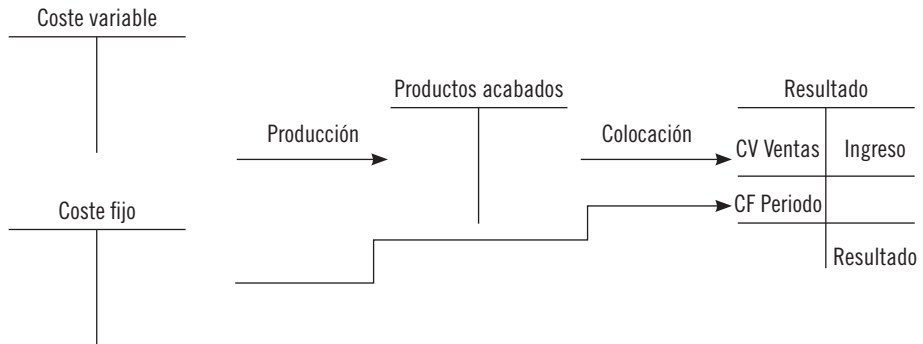 Coste variable
Productos acabados
Resultado
Producción
Colocación
CV Ventas
Ingreso
Coste fijo
CF Periodo
Resultado